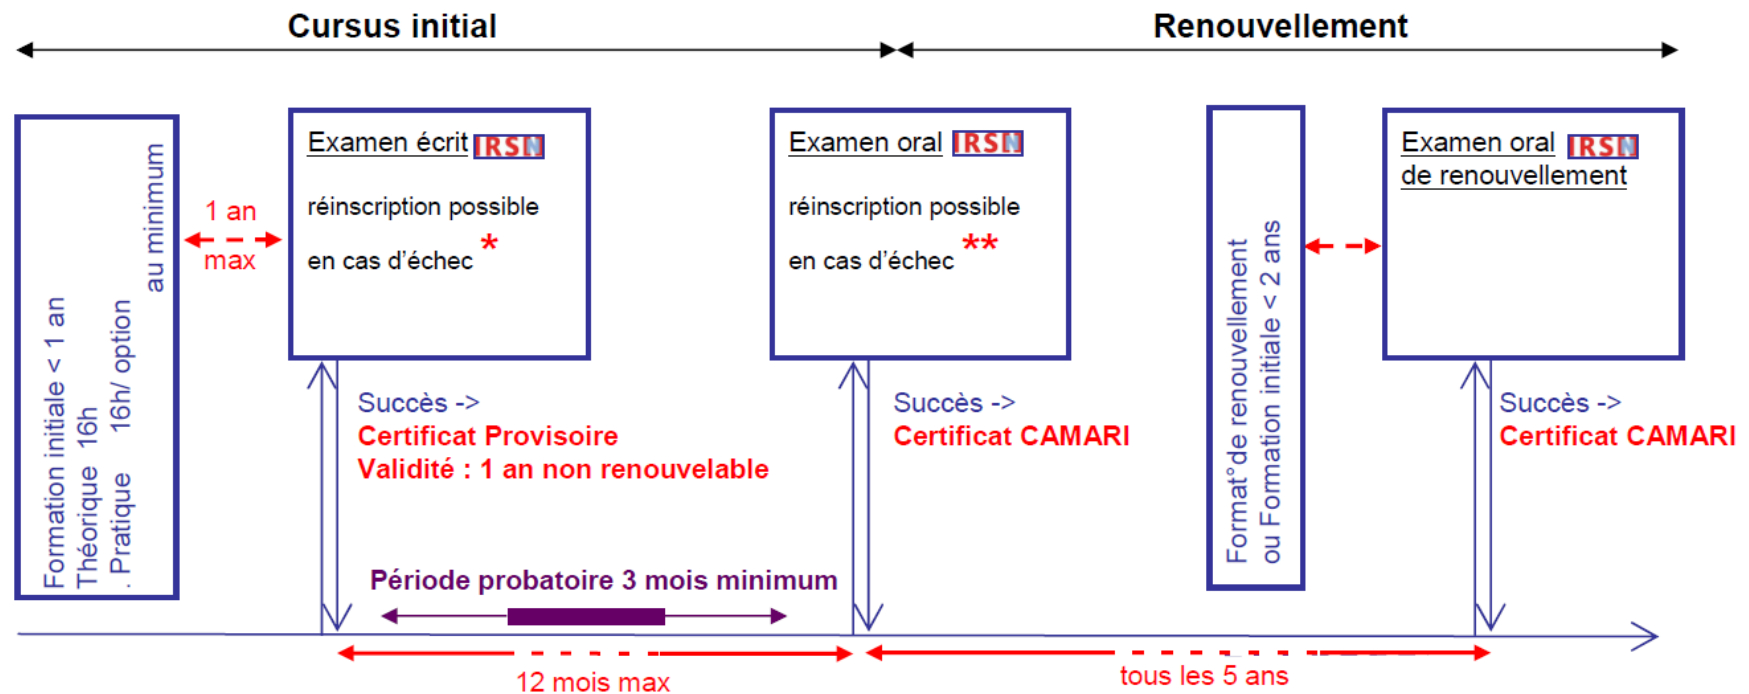 Cursus initial
Renouvellement
Formation initiale < 1 an
Théorique 16h
. Pratique 16h/ option
au minimum
1 an
max
Examen écrit IRSN
réinscription possible
en cas d'échec *
Succès ->
Certificat Provisoire
Validité : 1 an non renouvelable
Période probatoire 3 mois minimum
12 mois max
Examen oral IRSN
réinscription possible
en cas d'échec **
Succès ->
Certificat CAMARI
Format° de renouvellement
ou Formation initiale < 2 ans
Examen oral IRSN
de renouvellement
Succès ->
Certificat CAMARI
tous les 5 ans